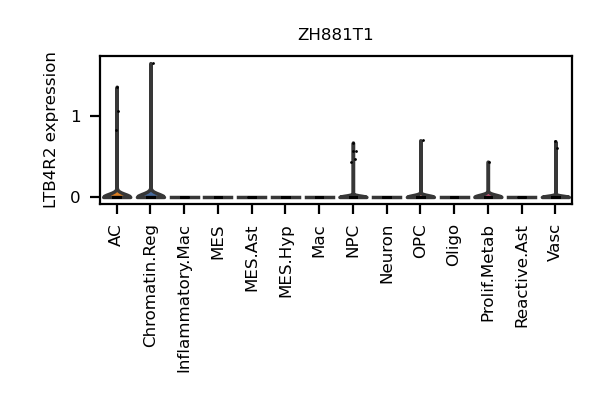 ZH881T1
LTB4R2 expression
1
0
AC
Chromatin.Reg
Inflammatory.Mac
MES
MES.Ast
MES.Hyp
Mac
NPC
Neuron
OPC
Oligo
Prolif.Metab
Reactive.Ast
Vasc